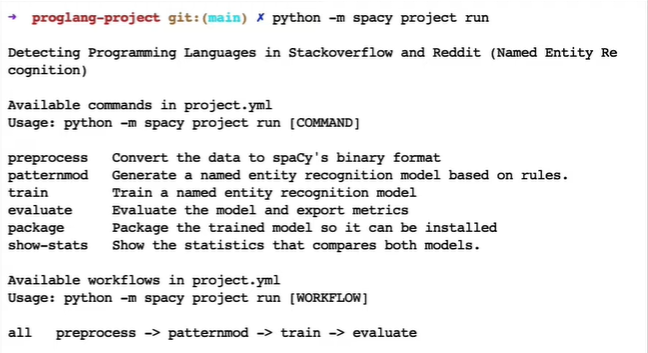 → proglang-project git:(main) ✗ python -m spacy project run
Detecting Programming Languages in Stackoverflow and Reddit (Named Entity Re
cognition)
Available commands in project.yml
Usage: python -m spacy project run [COMMAND]
preprocess Convert the data to spaCy's binary format
patternmod Generate a named entity recognition model based on rules.
train Train a named entity recognition model
evaluate Evaluate the model and export metrics
package Package the trained model so it can be installed
show-stats Show the statistics that compares both models.
Available workflows in project.yml
Usage: python -m spacy project run [WORKFLOW]
all preprocess -> patternmod -> train -> evaluate